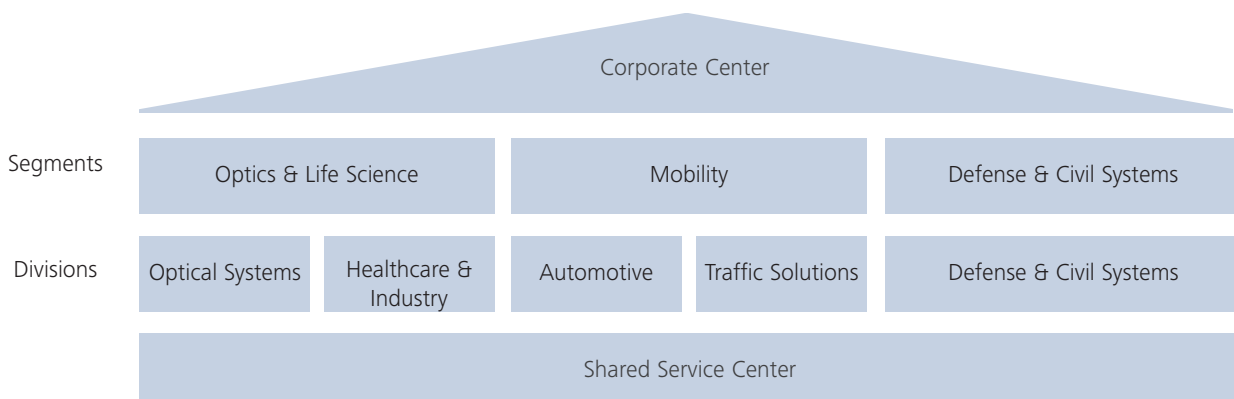 Corporate Center
Segments
Optics & Life Science
Mobility
Defense & Civil Systems
Divisions
Optical Systems
Healthcare &
Industry
Automotive
Traffic Solutions
Defense & Civil Systems
Shared Service Center